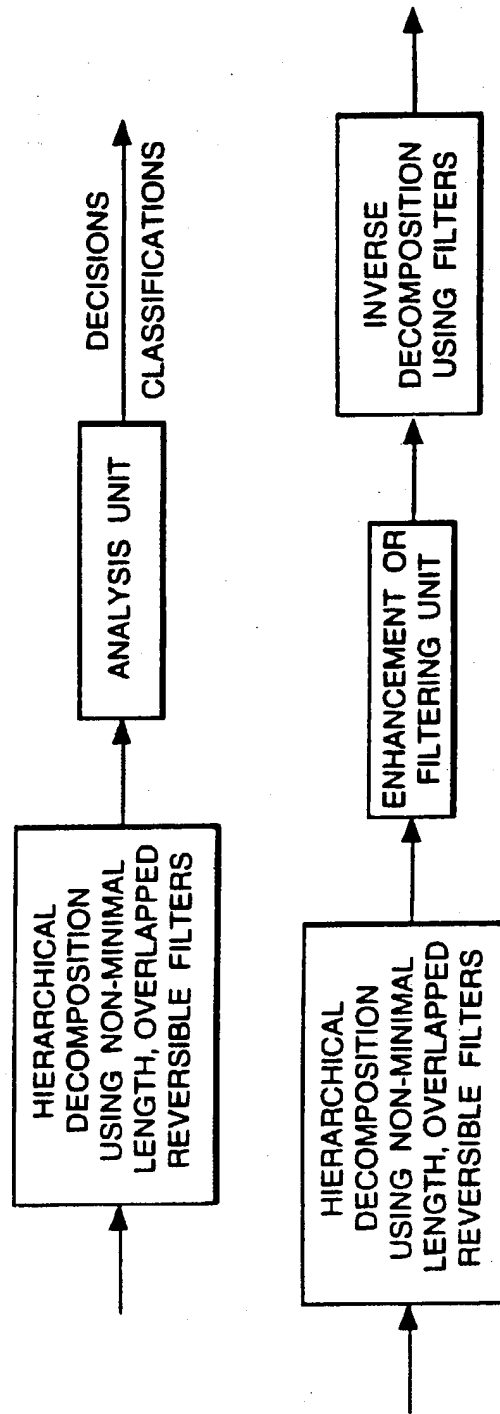 HIERARCHICAL
DECOMPOSITION
USING NON-MINIMAL
LENGTH, OVERLAPPED
REVERSIBLE FILTERS
ANALYSIS UNIT
DECISIONS
CLASSIFICATIONS
HIERARCHICAL
DECOMPOSITION
USING NON-MINIMAL
LENGTH, OVERLAPPED
REVERSIBLE FILTERS
ENHANCEMENT OR
FILTERING UNIT
INVERSE
DECOMPOSITION
USING FILTERS